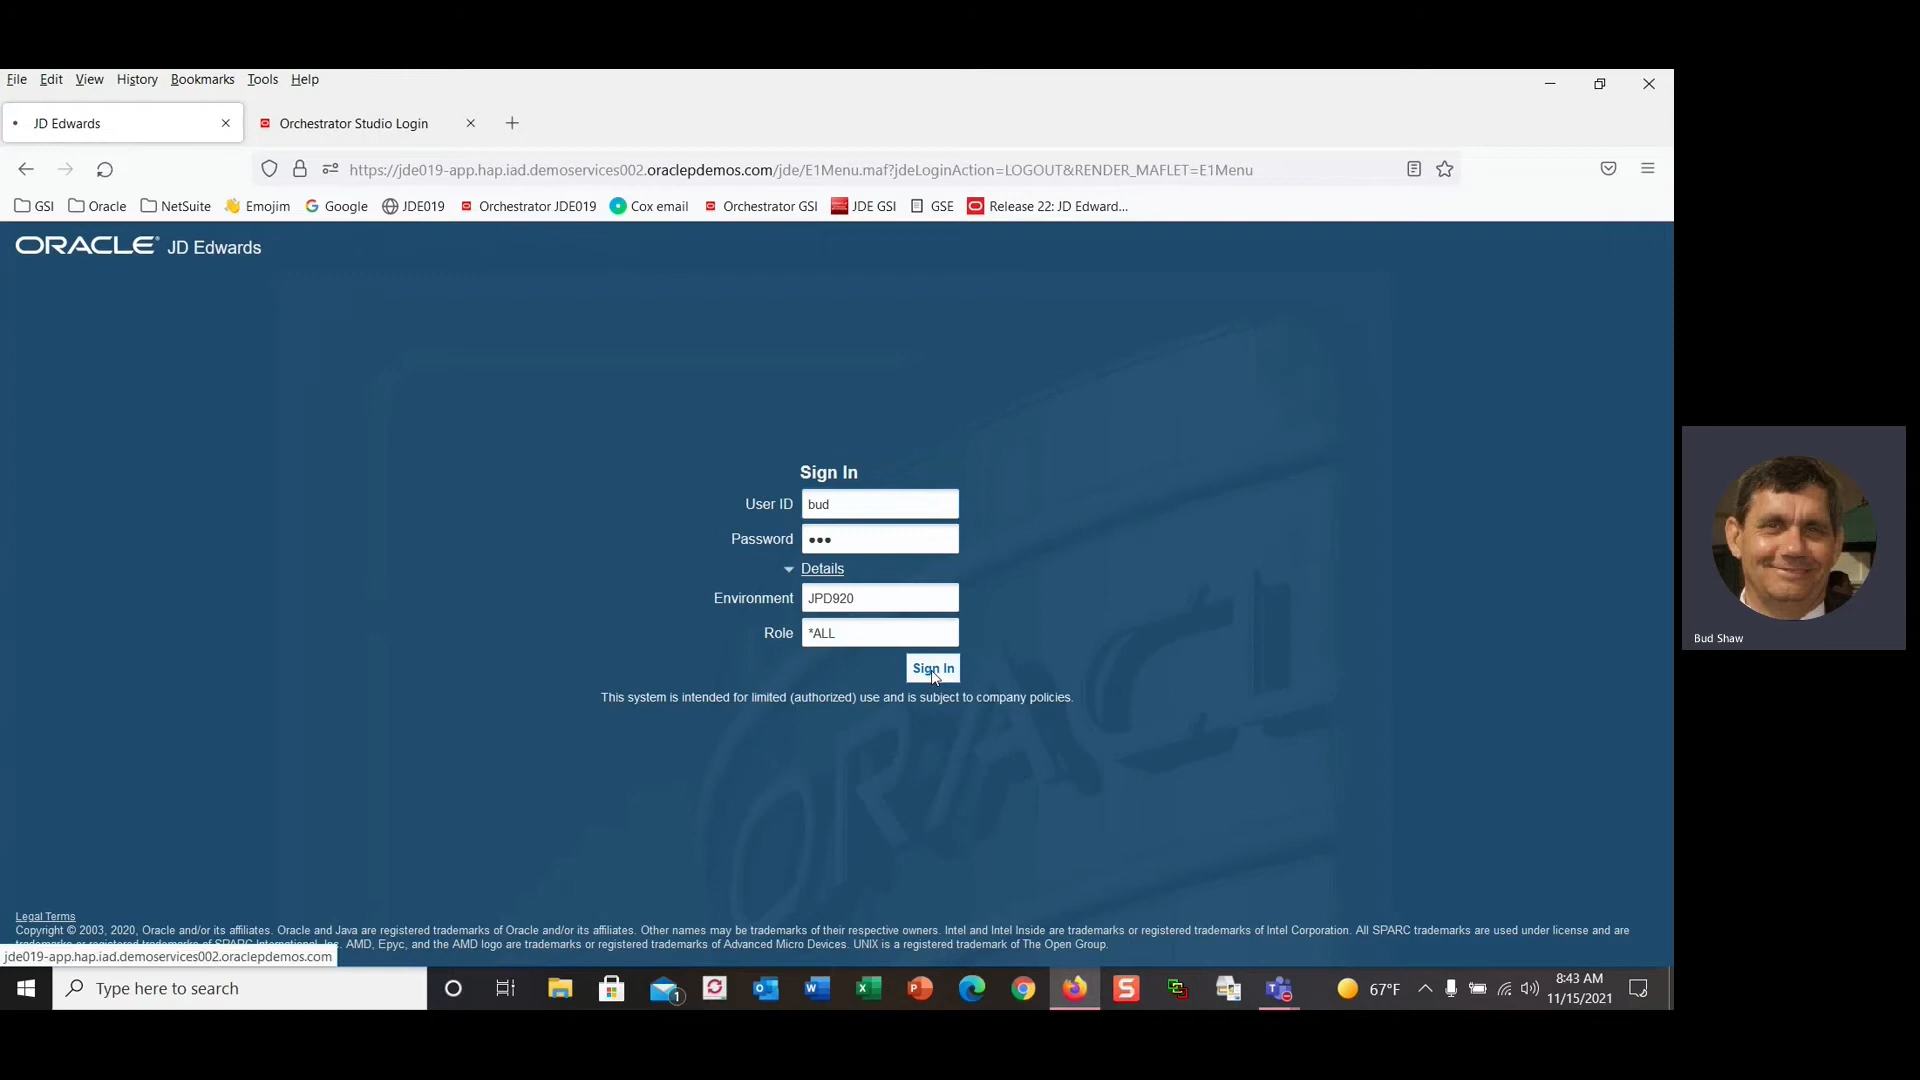 File Edit View History Bookmarks Tools Help
JD Edwards Orchestrator Studio Login
https://jde019-app.hap.iad.demoservices002.oraclepdemos.com/jde/E1Menu.maf?jdeLoginAction=LOGOUT&RENDER_MAFLET=E1Menu
GSI Oracle NetSuite Emojim Google JDE019 Orchestrator JDE019 Cox email Orchestrator GSI JDE GSI GSE Release 22: JD Edward...
ORACLE JD Edwards
Sign In
User ID bud
Password
Details
Environment JPD920
Role *ALL
Sign In
This system is intended for limited (authorized) use and is subject to company policies.
Bud Shaw
Legal Terms
Copyright © 2003, 2020, Oracle and/or its affiliates. Oracle and Java are registered trademarks of Oracle and/or its affiliates. Other names may be trademarks of their respective owners. Intel and Intel Inside are trademarks or registered trademarks of Intel Corporation. All SPARC trademarks are used under license and are
AMD, Epyc, and the AMD logo are trademarks or registered trademarks of Advanced Micro Devices. UNIX is a registered trademark of The Open Group.
jde019-app.hap.iad.demoservices002.oraclepdemos.com
Type here to search
1
67°F
8:43 AM
11/15/2021